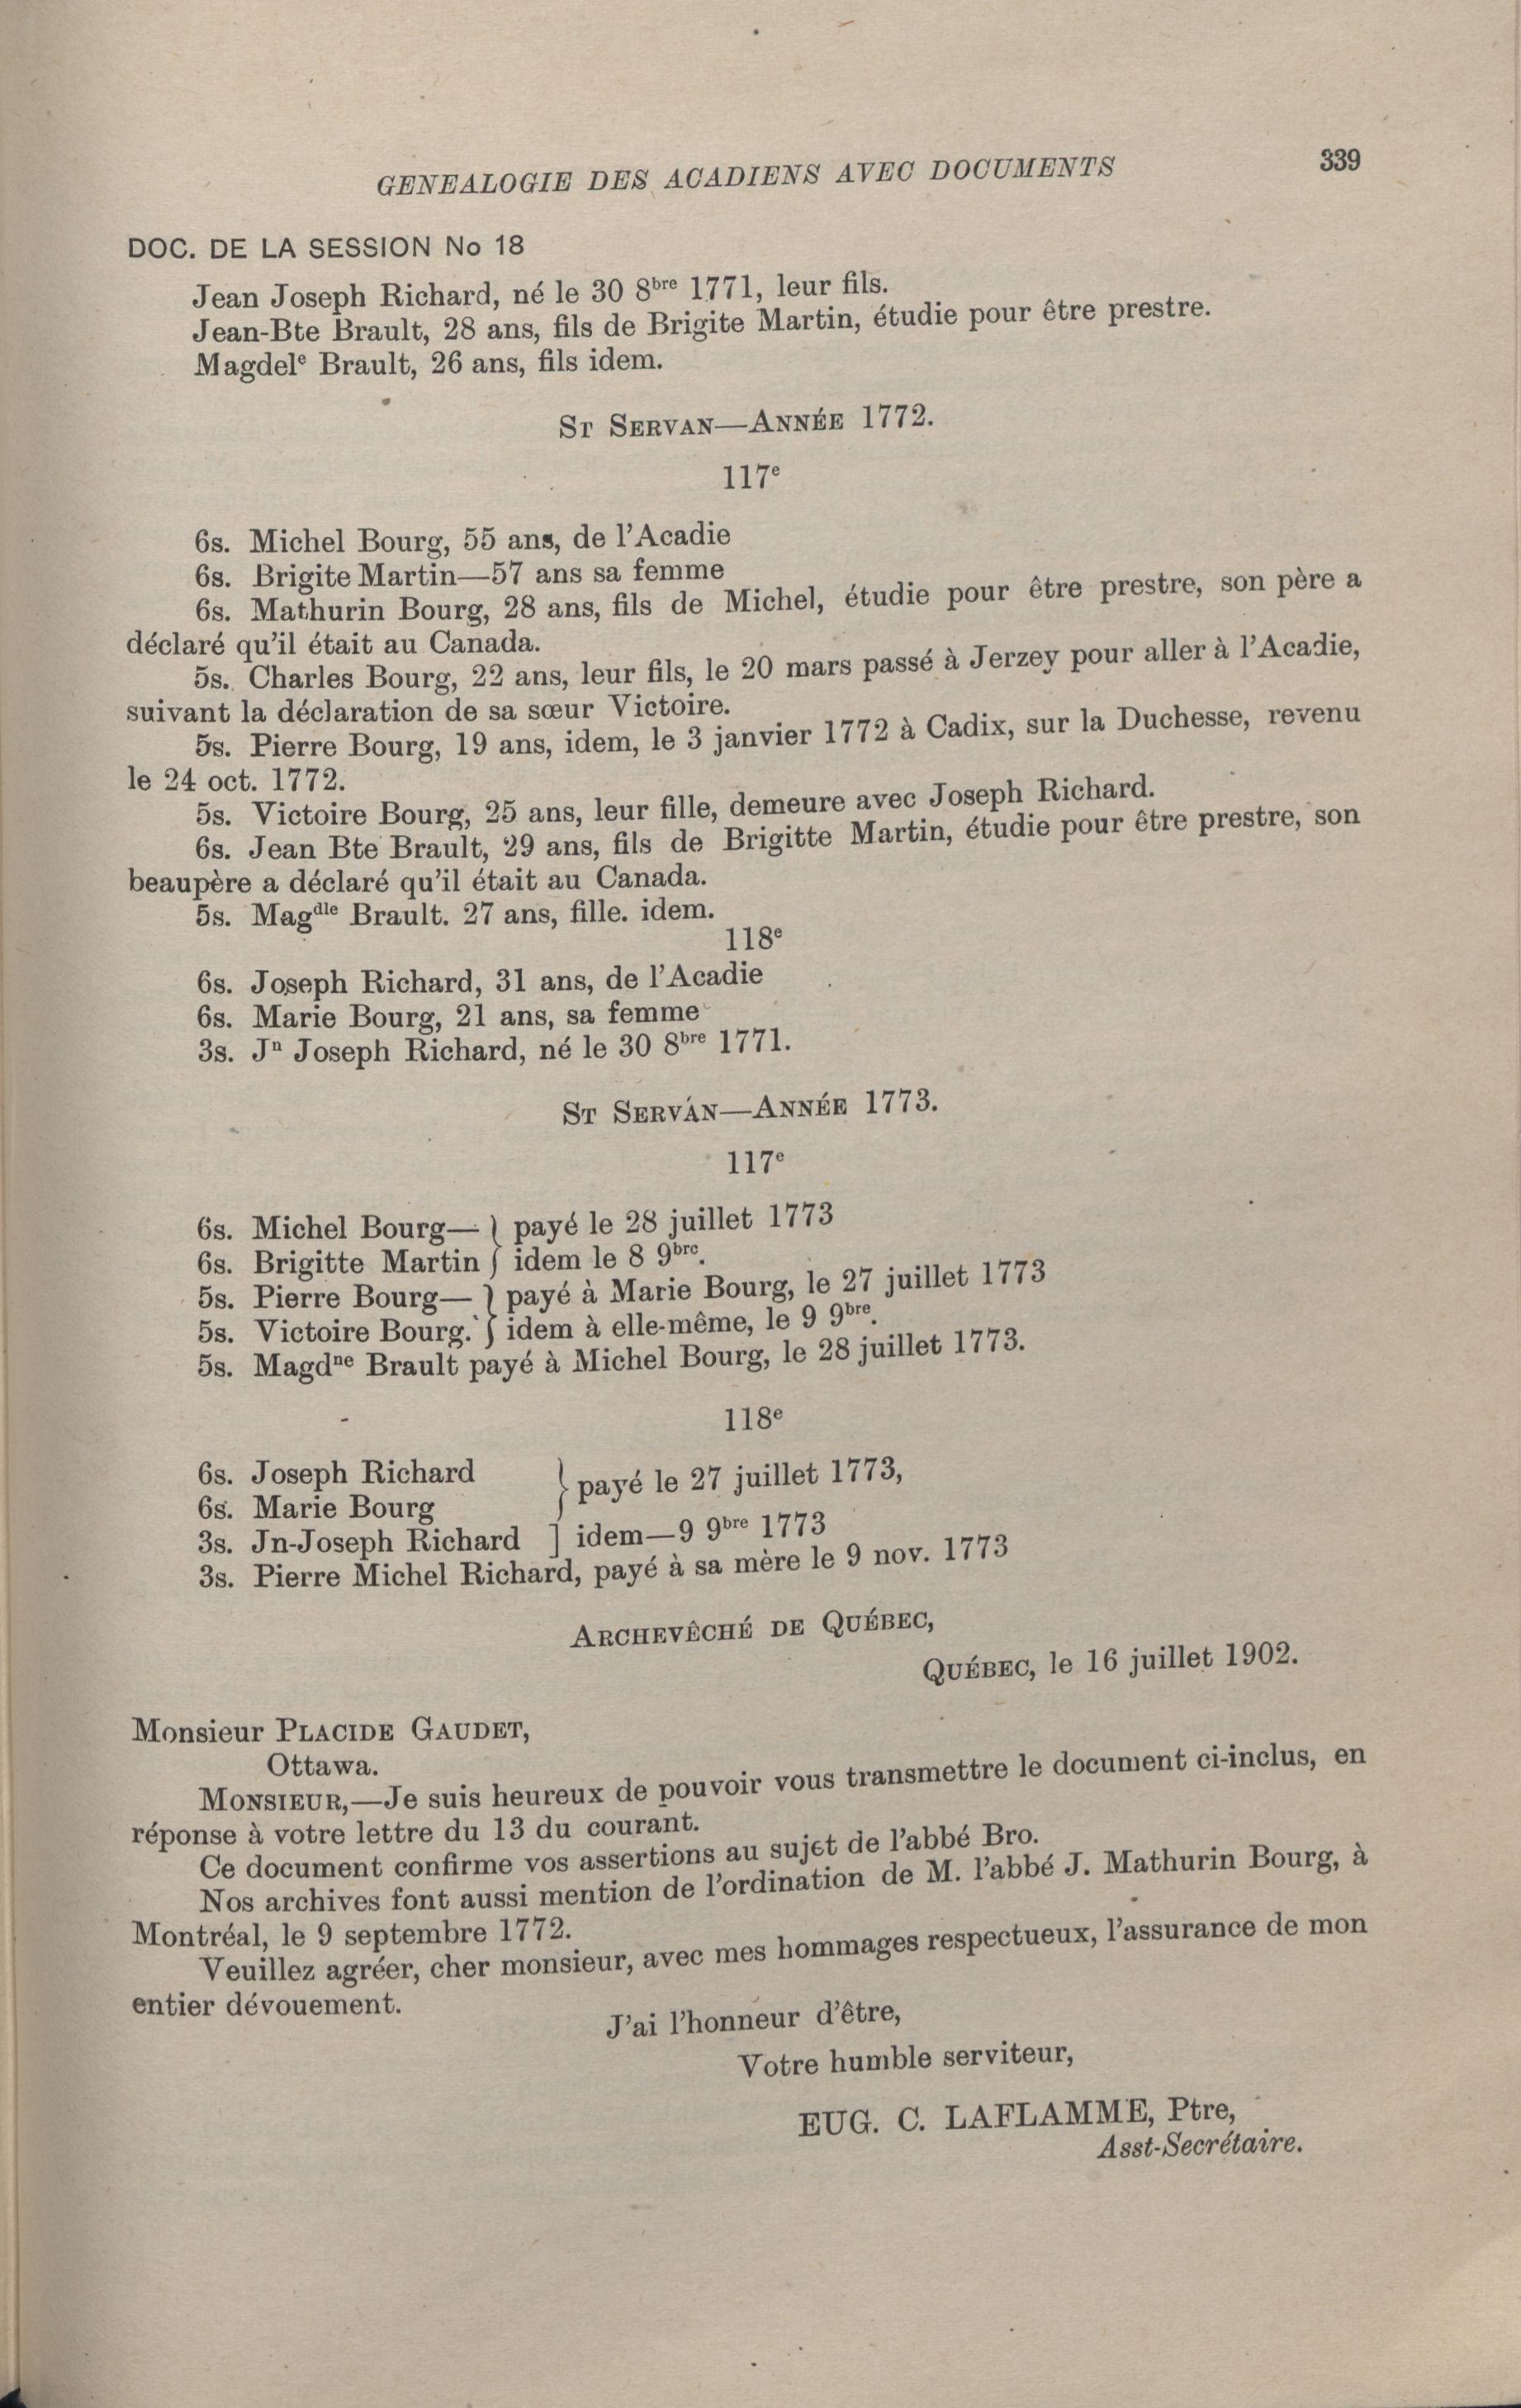 GENEALOGIE DES ACADIENS AVEC DOCUMENTS 339
DOC. DE LA SESSION No 18
Jean Joseph Richard, né le 30 8bre 1771, leur fils.
Jean-Bte Brault, 28 ans, fils de Brigite Martin, étudie pour être prestre.
Magdele Brault, 26 ans, fils idem.
ST SERVAN—ANNÉE 1772.
117e
6s. Michel Bourg, 55 ans, de l'Acadie
6s. Brigite Martin—57 ans sa femme
6s. Mathurin Bourg, 28 ans, fils de Michel, étudie pour être prestre, son père a
déclaré qu'il était au Canada.
5s. Charles Bourg, 22 ans, leur fils, le 20 mars passé à Jerzey pour aller à l'Acadie,
suivant la déclaration de sa sœur Victoire.
5s. Pierre Bourg, 19 ans, idem, le 3 janvier 1772 à Cadix, sur la Duchesse, revenu
le 24 oct. 1772.
5s. Victoire Bourg, 25 ans, leur fille, demeure avec Joseph Richard.
6s. Jean Bte Brault, 29 ans, fils de Brigitte Martin, étudie pour être prestre, son
beaupère a déclaré qu'il était au Canada.
5s. Magdle Brault. 27 ans, fille. idem.
118e
6s. Joseph Richard, 31 ans, de l'Acadie
6s. Marie Bourg, 21 ans, sa femme
3s. Jn Joseph Richard, né le 30 8bre 1771.
ST SERVAN—ANNÉE 1773.
117e
6s. Michel Bourg— } payé le 28 juillet 1773
6s. Brigitte Martin } idem le 8 9bre.
5s. Pierre Bourg— } payé à Marie Bourg, le 27 juillet 1773
5s. Victoire Bourg. } idem à elle-même, le 9 9bre.
5s. Magdne Brault payé à Michel Bourg, le 28 juillet 1773.
118e
6s. Joseph Richard } payé le 27 juillet 1773,
6s. Marie Bourg
3s. Jn-Joseph Richard ] idem—9 9bre 1773
3s. Pierre Michel Richard, payé à sa mère le 9 nov. 1773
ARCHEVÊCHÉ DE QUÉBEC,
QUÉBEC, le 16 juillet 1902.
Monsieur PLACIDE GAUDET,
Ottawa.
MONSIEUR,—Je suis heureux de pouvoir vous transmettre le document ci-inclus, en
réponse à votre lettre du 13 du courant.
Ce document confirme vos assertions au sujet de l'abbé Bro.
Nos archives font aussi mention de l'ordination de M. l'abbé J. Mathurin Bourg, à
Montréal, le 9 septembre 1772.
Veuillez agréer, cher monsieur, avec mes hommages respectueux, l'assurance de mon
entier dévouement.
J'ai l'honneur d'être,
Votre humble serviteur,
EUG. C. LAFLAMME, Ptre,
Asst-Secrétaire.